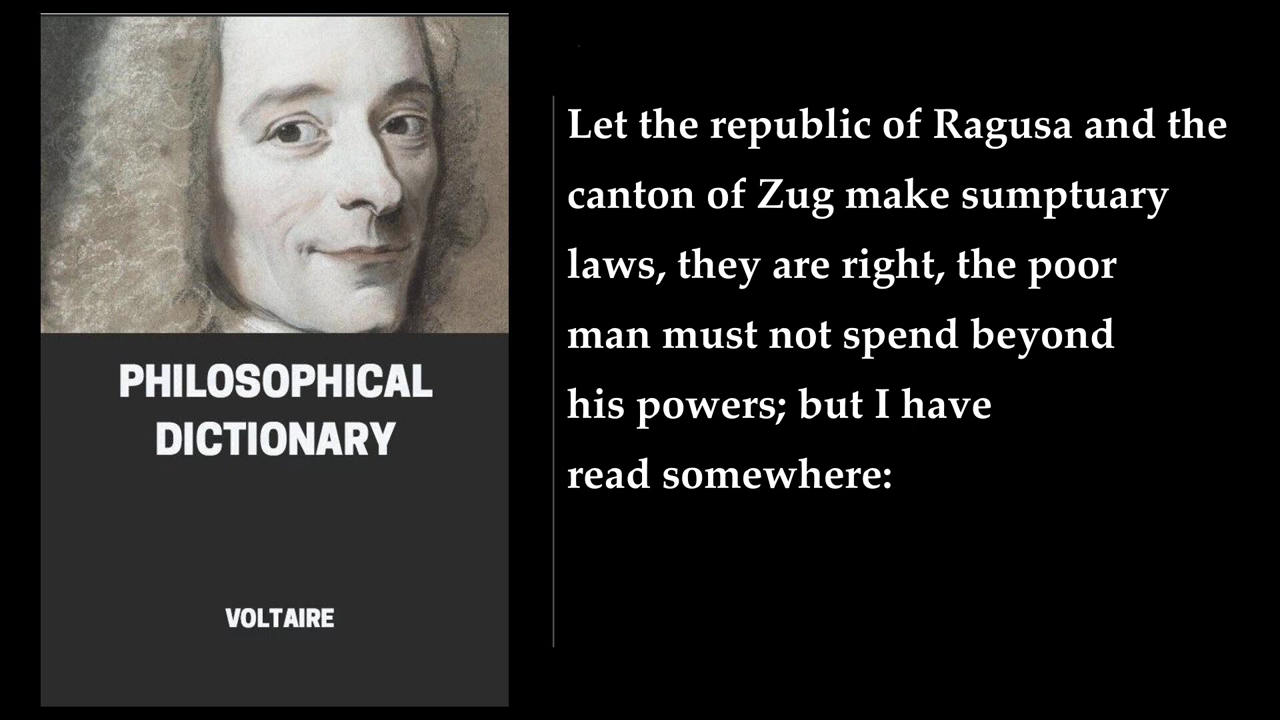 PHILOSOPHICAL
DICTIONARY
VOLTAIRE
Let the republic of Ragusa and the
canton of Zug make sumptuary
laws, they are right, the poor
man must not spend beyond
his powers; but I have
read somewhere: